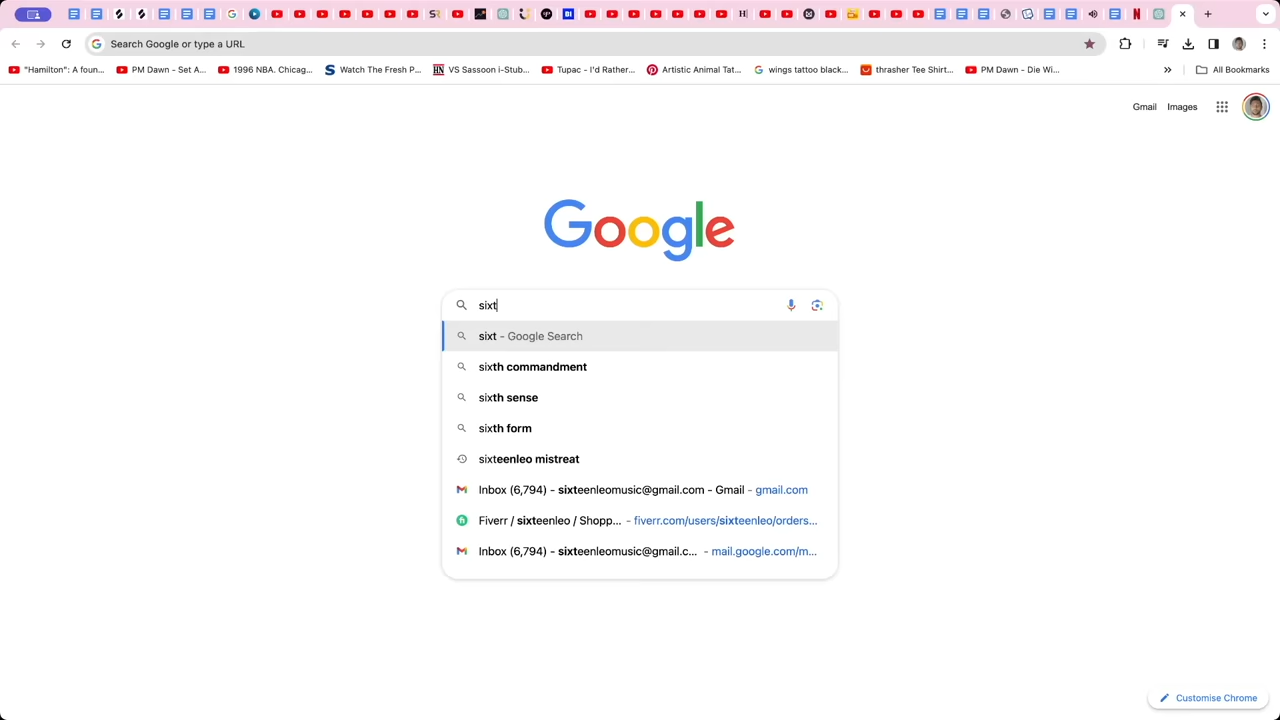 Search Google or type a URL
"Hamilton": A foun...
PM Dawn - Set A...
1996 NBA. Chicag...
Watch The Fresh P...
VS Sassoon i-Stub...
Tupac - I'd Rather...
Artistic Animal Tat...
wings tattoo black...
thrasher Tee Shirt...
PM Dawn - Die Wi...
All Bookmarks
Gmail Images
Google
sixt
sixt - Google Search
sixth commandment
sixth sense
sixth form
sixteenleo mistreat
Inbox (6,794) - sixteenleomusic@gmail.com - Gmail - gmail.com
Fiverr / sixteenleo / Shopp... - fiverr.com/users/sixteenleo/orders...
Inbox (6,794) - sixteenleomusic@gmail.c... - mail.google.com/m...
Customise Chrome